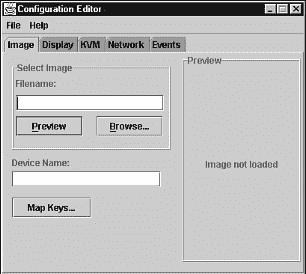 Configuration Editor
File Help
Image Display KVM Network Events
Select Image
Filename:
Preview Browse...
Device Name:
Map Keys...
Preview
Image not loaded